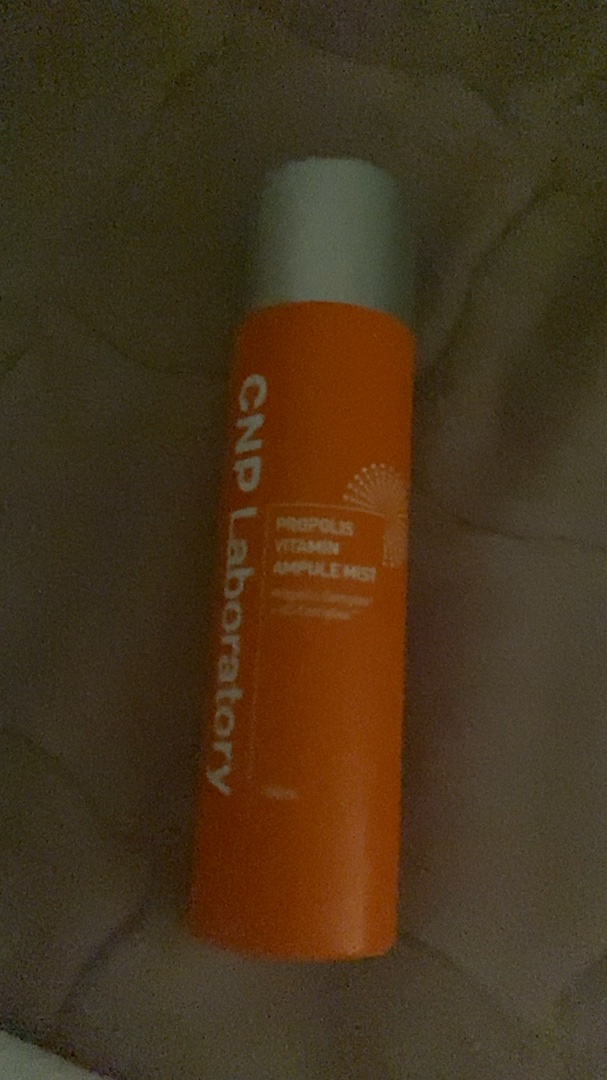 CNP Laboratory
PROPOLIS
VITAMIN
AMPULE MIST